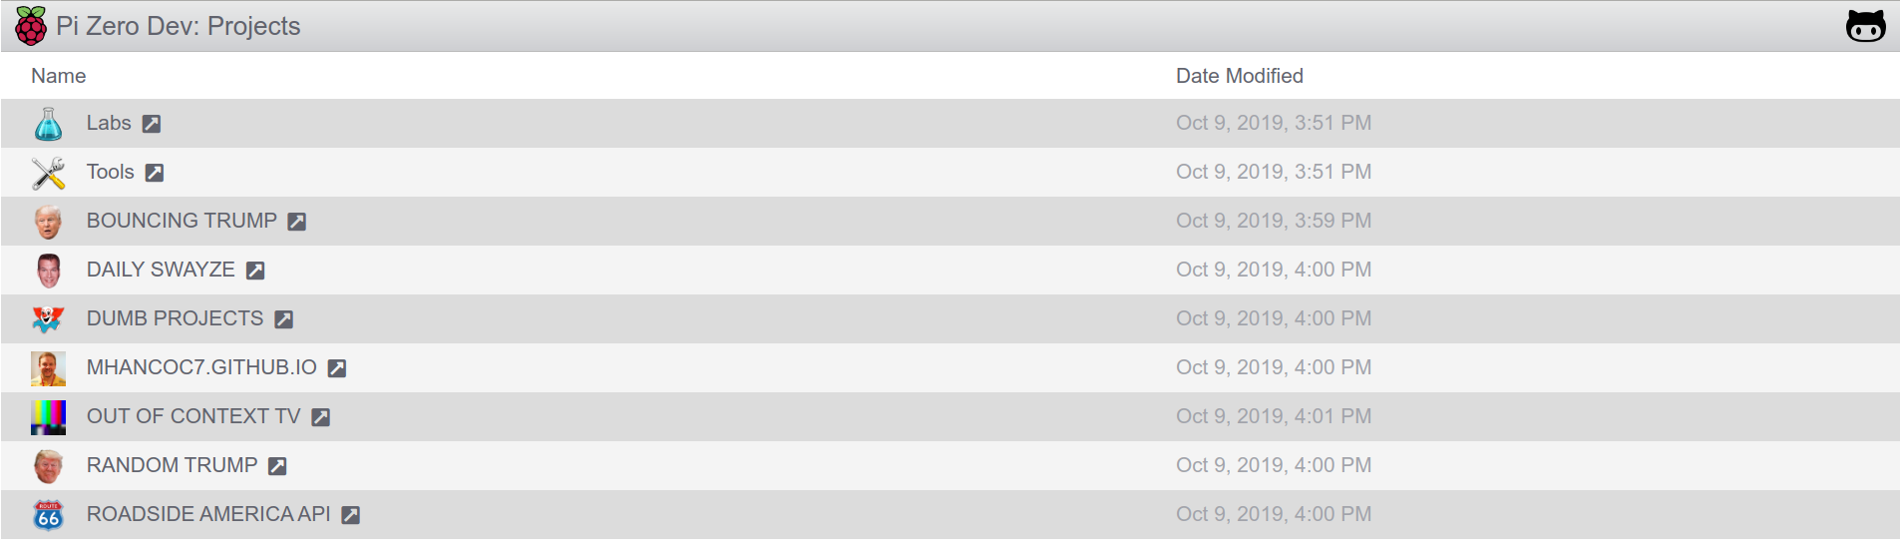 Pi Zero Dev: Projects
Name Date Modified
Labs Oct 9, 2019, 3:51 PM
Tools Oct 9, 2019, 3:51 PM
BOUNCING TRUMP Oct 9, 2019, 3:59 PM
DAILY SWAYZE Oct 9, 2019, 4:00 PM
DUMB PROJECTS Oct 9, 2019, 4:00 PM
MHANCOC7.GITHUB.IO Oct 9, 2019, 4:00 PM
OUT OF CONTEXT TV Oct 9, 2019, 4:01 PM
RANDOM TRUMP Oct 9, 2019, 4:00 PM
ROUTE
66
ROADSIDE AMERICA API Oct 9, 2019, 4:00 PM